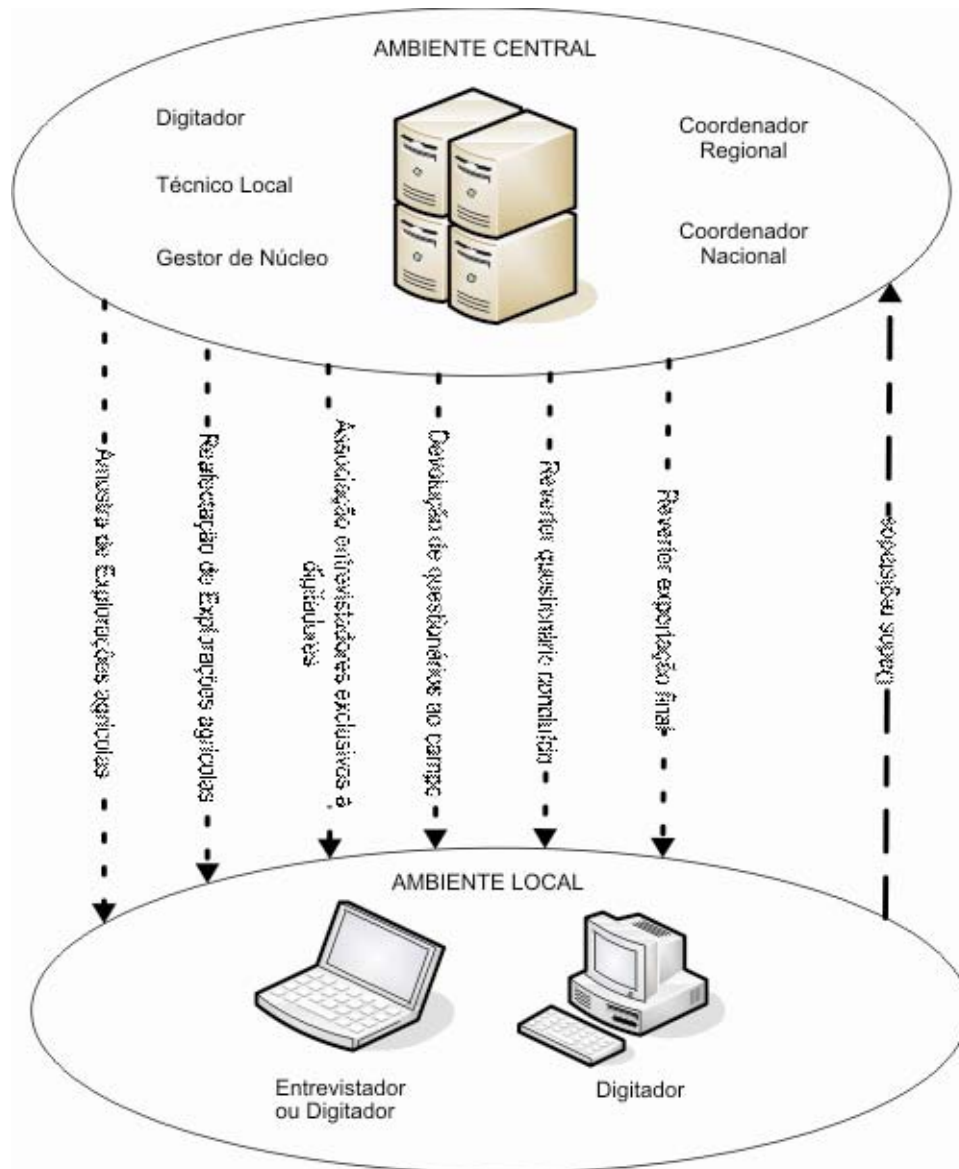 AMBIENTE CENTRAL
Digitador
Técnico Local
Gestor de Núcleo
Coordenador
Regional
Coordenador
Nacional
Amostra de Explorações agrícolas
Reafectação de Explorações agrícolas
Associação entrevistadores exclusivos a
digitadores
Devolução de questionários ao campo
Reverter questionário concluído
Reverter exportação final
Dados registados
AMBIENTE LOCAL
Entrevistador
ou Digitador
Digitador